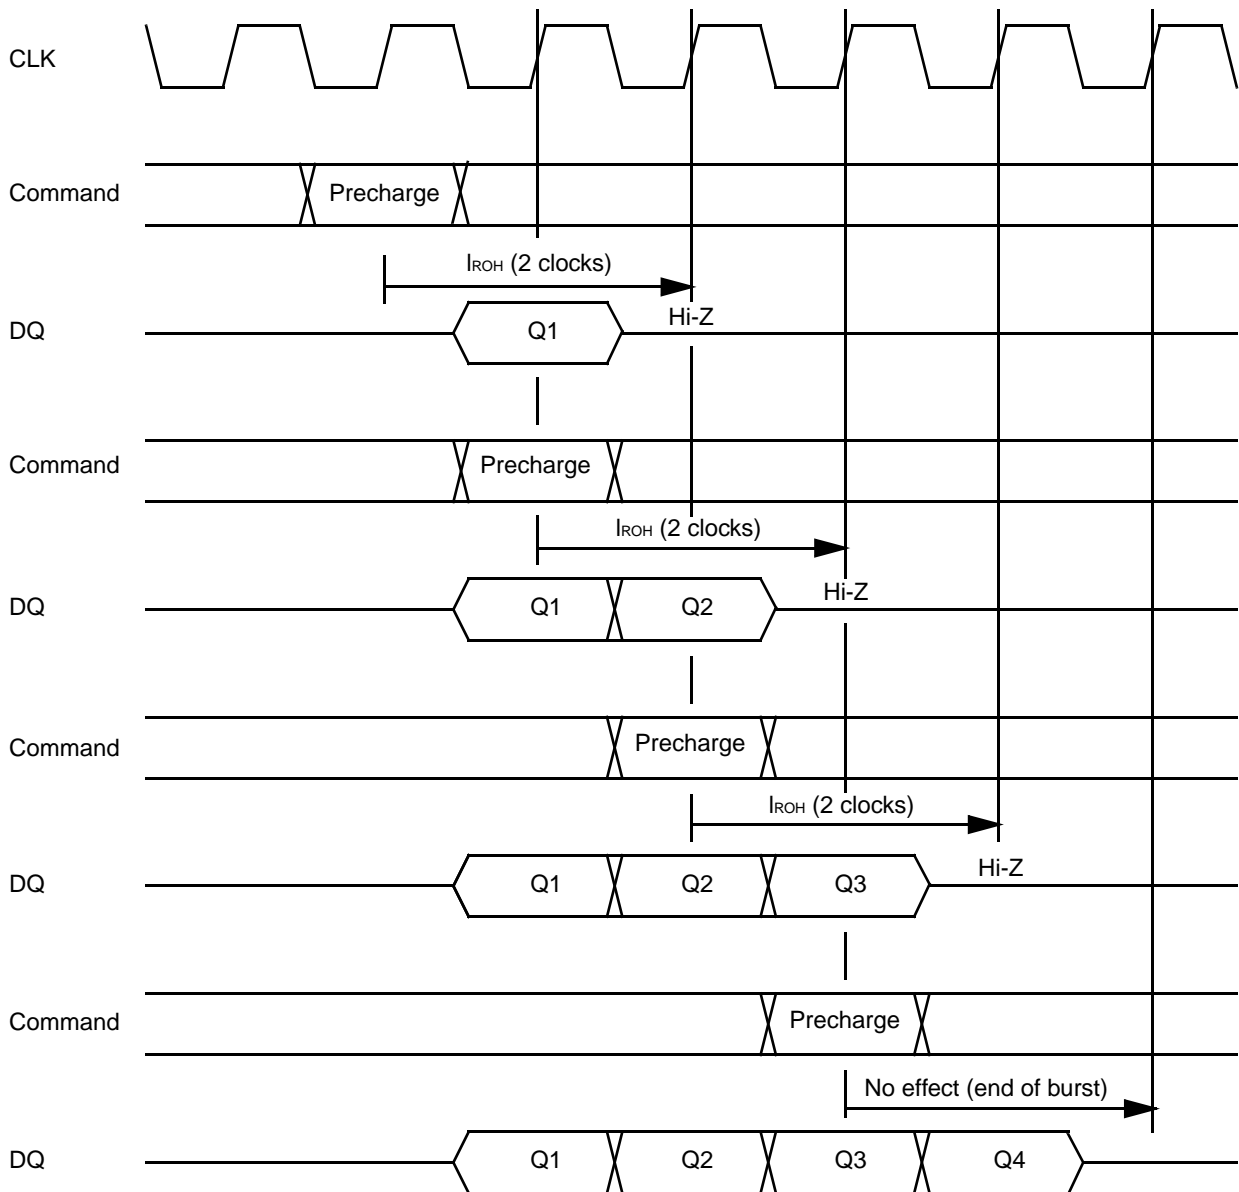 CLK
Command
Precharge
IROH (2 clocks)
DQ
Q1
Hi-Z
Command
Precharge
IROH (2 clocks)
DQ
Q1
Q2
Hi-Z
Command
Precharge
IROH (2 clocks)
DQ
Q1
Q2
Q3
Hi-Z
Command
Precharge
No effect (end of burst)
DQ
Q1
Q2
Q3
Q4